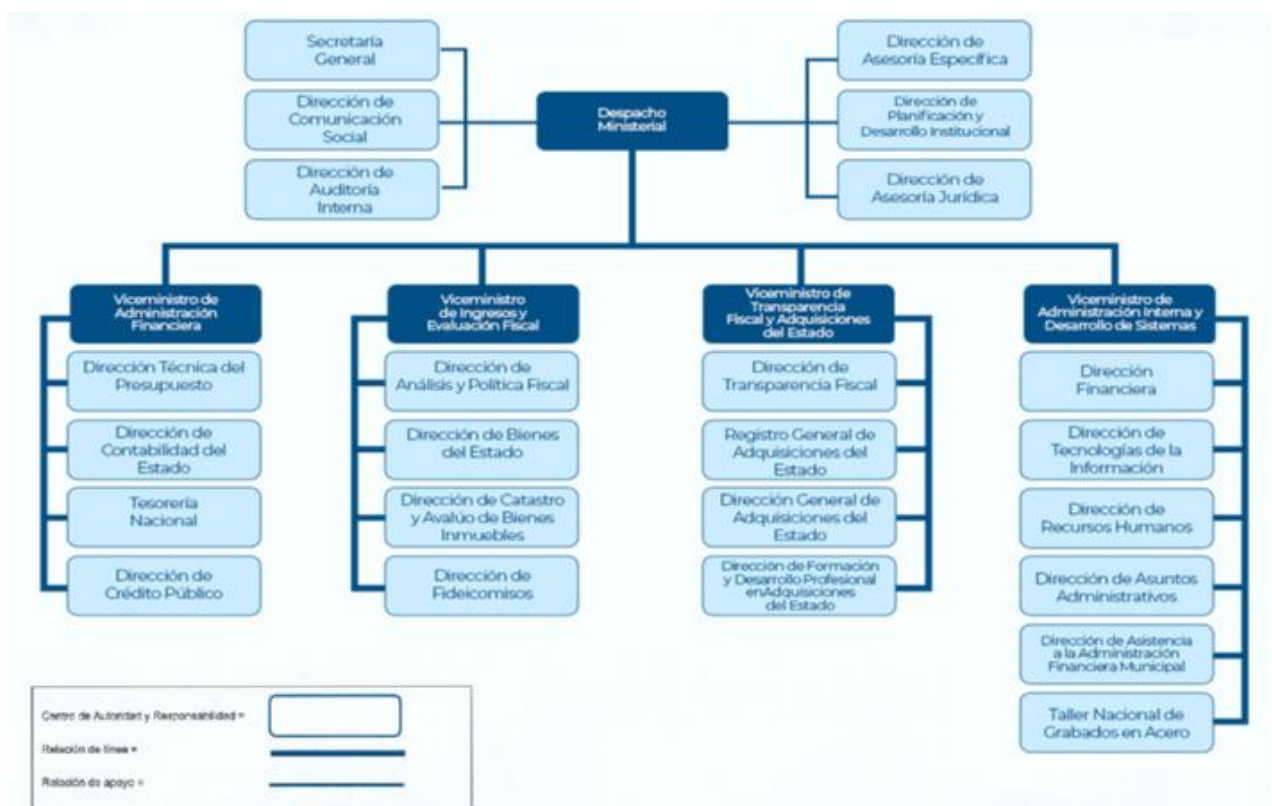 Secretaría
General
Dirección de
Comunicación
Social
Dirección de
Auditoría
Interna
Despacho
Ministerial
Dirección de
Asesoría Específica
Dirección de
Planificación y
Desarrollo Institucional
Dirección de
Asesoría Jurídica
Viceministro de
Administración
Financiera
Dirección Técnica del
Presupuesto
Dirección de
Contabilidad del
Estado
Tesorería
Nacional
Dirección de
Crédito Público
Viceministro
de Ingresos y
Evaluación Fiscal
Dirección de
Análisis y Política Fiscal
Dirección de Bienes
del Estado
Dirección de Catastro
y Avalúo de Bienes
Inmuebles
Dirección de
Fideicomisos
Viceministro de
Transparencia
Fiscal y Adquisiciones
del Estado
Dirección de
Transparencia Fiscal
Registro General de
Adquisiciones del
Estado
Dirección General de
Adquisiciones del
Estado
Dirección de Formación
y Desarrollo Profesional
enAdquisiciones
del Estado
Viceministro de
Administración Interna y
Desarrollo de Sistemas
Dirección
Financiera
Dirección de
Tecnologías de la
Información
Dirección de
Recursos Humanos
Dirección de Asuntos
Administrativos
Dirección de Asistencia
a la Administración
Financiera Municipal
Taller Nacional de
Grabados en Acero
Centro de Autoridad y Responsabilidad =
Relación de línea =
Relación de apoyo =